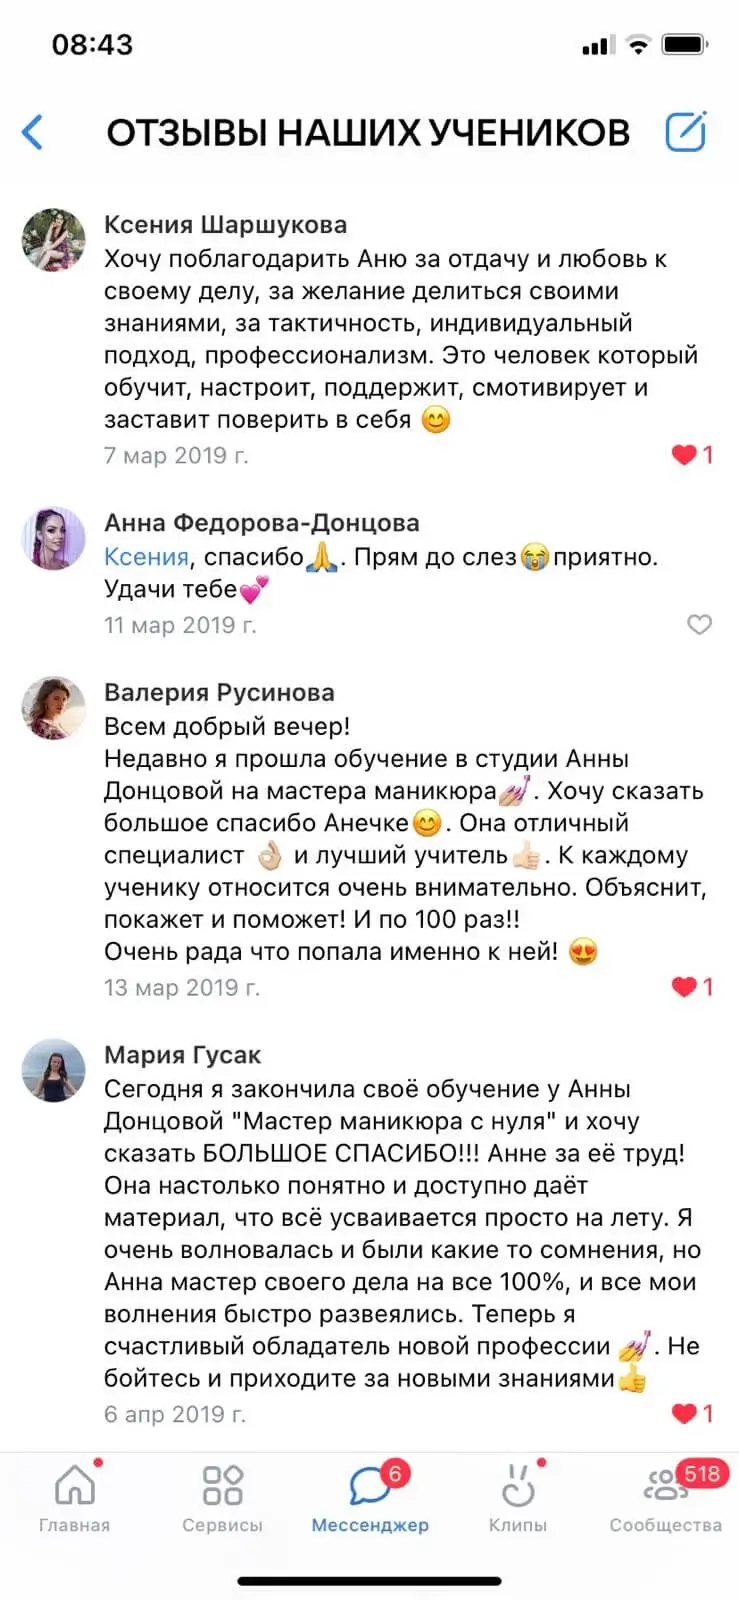 08:43
ОТЗЫВЫ НАШИХ УЧЕНИКОВ
Ксения Шаршукова
Хочу поблагодарить Аню за отдачу и любовь к
своему делу, за желание делиться своими
знаниями, за тактичность, индивидуальный
подход, профессионализм. Это человек который
обучит, настроит, поддержит, смотивирует и
заставит поверить в себя 😊
7 мар 2019 г.
1
Анна Федорова-Донцова
Ксения, спасибо🙏. Прям до слез😭приятно.
Удачи тебе💕
11 мар 2019 г.
Валерия Русинова
Всем добрый вечер!
Недавно я прошла обучение в студии Анны
Донцовой на мастера маникюра💅🏻. Хочу сказать
большое спасибо Анечке😊. Она отличный
специалист 👌🏻 и лучший учитель👍🏻. К каждому
ученику относится очень внимательно. Объяснит,
покажет и поможет! И по 100 раз!!
Очень рада что попала именно к ней! 😍
13 мар 2019 г.
1
Мария Гусак
Сегодня я закончила своё обучение у Анны
Донцовой "Мастер маникюра с нуля" и хочу
сказать БОЛЬШОЕ СПАСИБО!!! Анне за её труд!
Она настолько понятно и доступно даёт
материал, что всё усваивается просто на лету. Я
очень волновалась и были какие то сомнения, но
Анна мастер своего дела на все 100%, и все мои
волнения быстро развеялись. Теперь я
счастливый обладатель новой профессии 💅. Не
бойтесь и приходите за новыми знаниями👍
6 апр 2019 г.
1
6
518
Главная
Сервисы
Мессенджер
Клипы
Сообщества